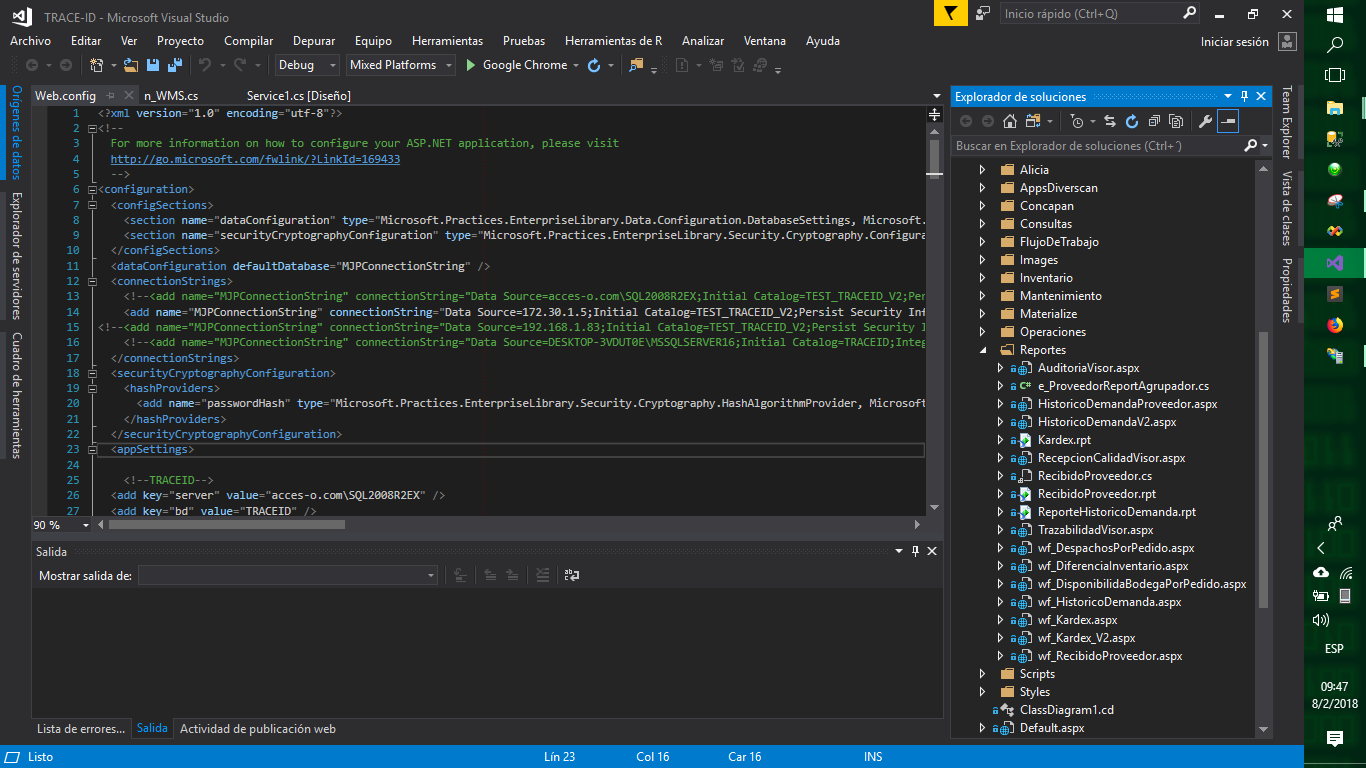 TRACE-ID - Microsoft Visual Studio
Inicio rápido (Ctrl+Q)
Archivo Editar Ver Proyecto Compilar Depurar Equipo Herramientas Pruebas Herramientas de R Analizar Ventana Ayuda
Iniciar sesión
Debug Mixed Platforms Google Chrome
Orígenes de datos
Explorador de servidores
Cuadro de herramientas
Web.config n_WMS.cs Service1.cs [Diseño]
1 <?xml version="1.0" encoding="utf-8"?>
2 <!--
3 For more information on how to configure your ASP.NET application, please visit
4 http://go.microsoft.com/fwlink/?LinkId=169433
5 -->
6 <configuration>
7 <configSections>
8 <section name="dataConfiguration" type="Microsoft.Practices.EnterpriseLibrary.Data.Configuration.DatabaseSettings, Microsoft.
9 <section name="securityCryptographyConfiguration" type="Microsoft.Practices.EnterpriseLibrary.Security.Cryptography.Configura
10 </configSections>
11 <dataConfiguration defaultDatabase="MJPConnectionString" />
12 <connectionStrings>
13 <!--<add name="MJPConnectionString" connectionString="Data Source=acces-o.com\SQL2008R2EX;Initial Catalog=TEST_TRACEID_V2;Per
14 <add name="MJPConnectionString" connectionString="Data Source=172.30.1.5;Initial Catalog=TEST_TRACEID_V2;Persist Security Inf
15 <!--<add name="MJPConnectionString" connectionString="Data Source=192.168.1.83;Initial Catalog=TEST_TRACEID_V2;Persist Security I
16 <!--<add name="MJPConnectionString" connectionString="Data Source=DESKTOP-3VDUT0E\MSSQLSERVER16;Initial Catalog=TRACEID;Integ
17 </connectionStrings>
18 <securityCryptographyConfiguration>
19 <hashProviders>
20 <add name="passwordHash" type="Microsoft.Practices.EnterpriseLibrary.Security.Cryptography.HashAlgorithmProvider, Microsoft
21 </hashProviders>
22 </securityCryptographyConfiguration>
23 <appSettings>
24
25 <!--TRACEID-->
26 <add key="server" value="acces-o.com\SQL2008R2EX" />
27 <add key="bd" value="TRACEID" />
90 %
Salida
Mostrar salida de:
Lista de errores... Salida Actividad de publicación web
Explorador de soluciones
Buscar en Explorador de soluciones (Ctrl+´)
Alicia
AppsDiverscan
Concapan
Consultas
FlujoDeTrabajo
Images
Inventario
Mantenimiento
Materialize
Operaciones
Reportes
AuditoriaVisor.aspx
C# e_ProveedorReportAgrupador.cs
HistoricoDemandaProveedor.aspx
HistoricoDemandaV2.aspx
Kardex.rpt
RecepcionCalidadVisor.aspx
RecibidoProveedor.cs
RecibidoProveedor.rpt
ReporteHistoricoDemanda.rpt
TrazabilidadVisor.aspx
wf_DespachosPorPedido.aspx
wf_DiferenciaInventario.aspx
wf_DisponibilidaBodegaPorPedido.aspx
wf_HistoricoDemanda.aspx
wf_Kardex.aspx
wf_Kardex_V2.aspx
wf_RecibidoProveedor.aspx
Scripts
Styles
ClassDiagram1.cd
Default.aspx
Team Explorer
Vista de clases
Propiedades
Listo Lín 23 Col 16 Car 16 INS
ESP
09:47
8/2/2018